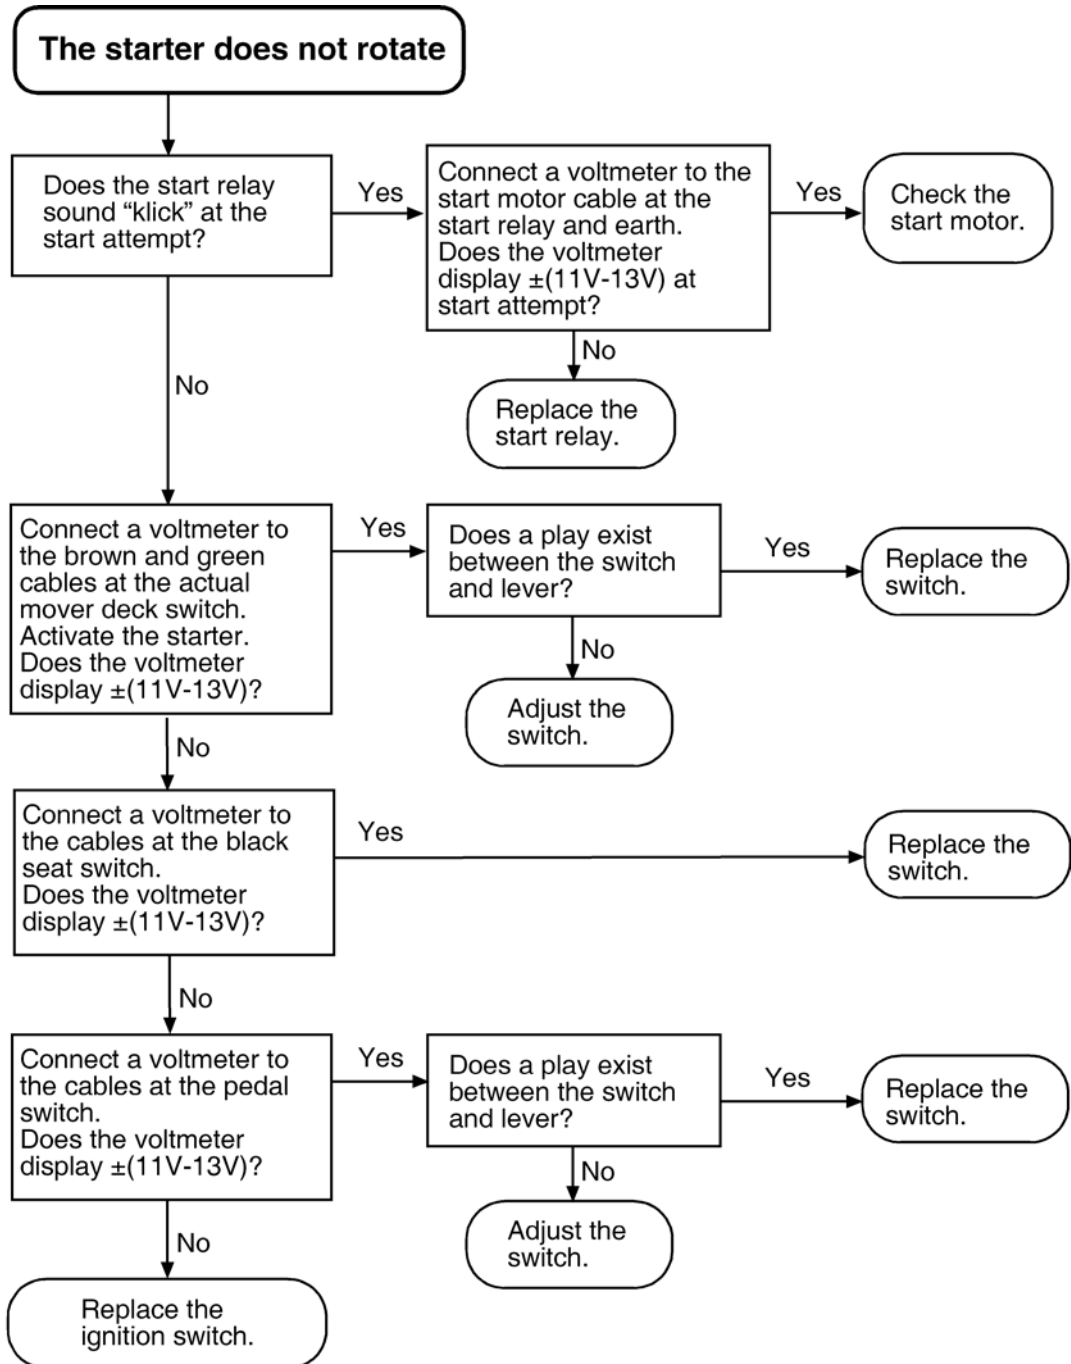 The starter does not rotate
Does the start relay
sound “klick” at the
start attempt?
Yes
Connect a voltmeter to the
start motor cable at the
start relay and earth.
Does the voltmeter
display ±(11V-13V) at
start attempt?
Yes
Check the
start motor.
No
Replace the
start relay.
No
Connect a voltmeter to
the brown and green
cables at the actual
mover deck switch.
Activate the starter.
Does the voltmeter
display ±(11V-13V)?
Yes
Does a play exist
between the switch
and lever?
Yes
Replace the
switch.
No
Adjust the
switch.
No
Connect a voltmeter to
the cables at the black
seat switch.
Does the voltmeter
display ±(11V-13V)?
Yes
Replace the
switch.
No
Connect a voltmeter to
the cables at the pedal
switch.
Does the voltmeter
display ±(11V-13V)?
Yes
Does a play exist
between the switch
and lever?
Yes
Replace the
switch.
No
Adjust the
switch.
No
Replace the
ignition switch.